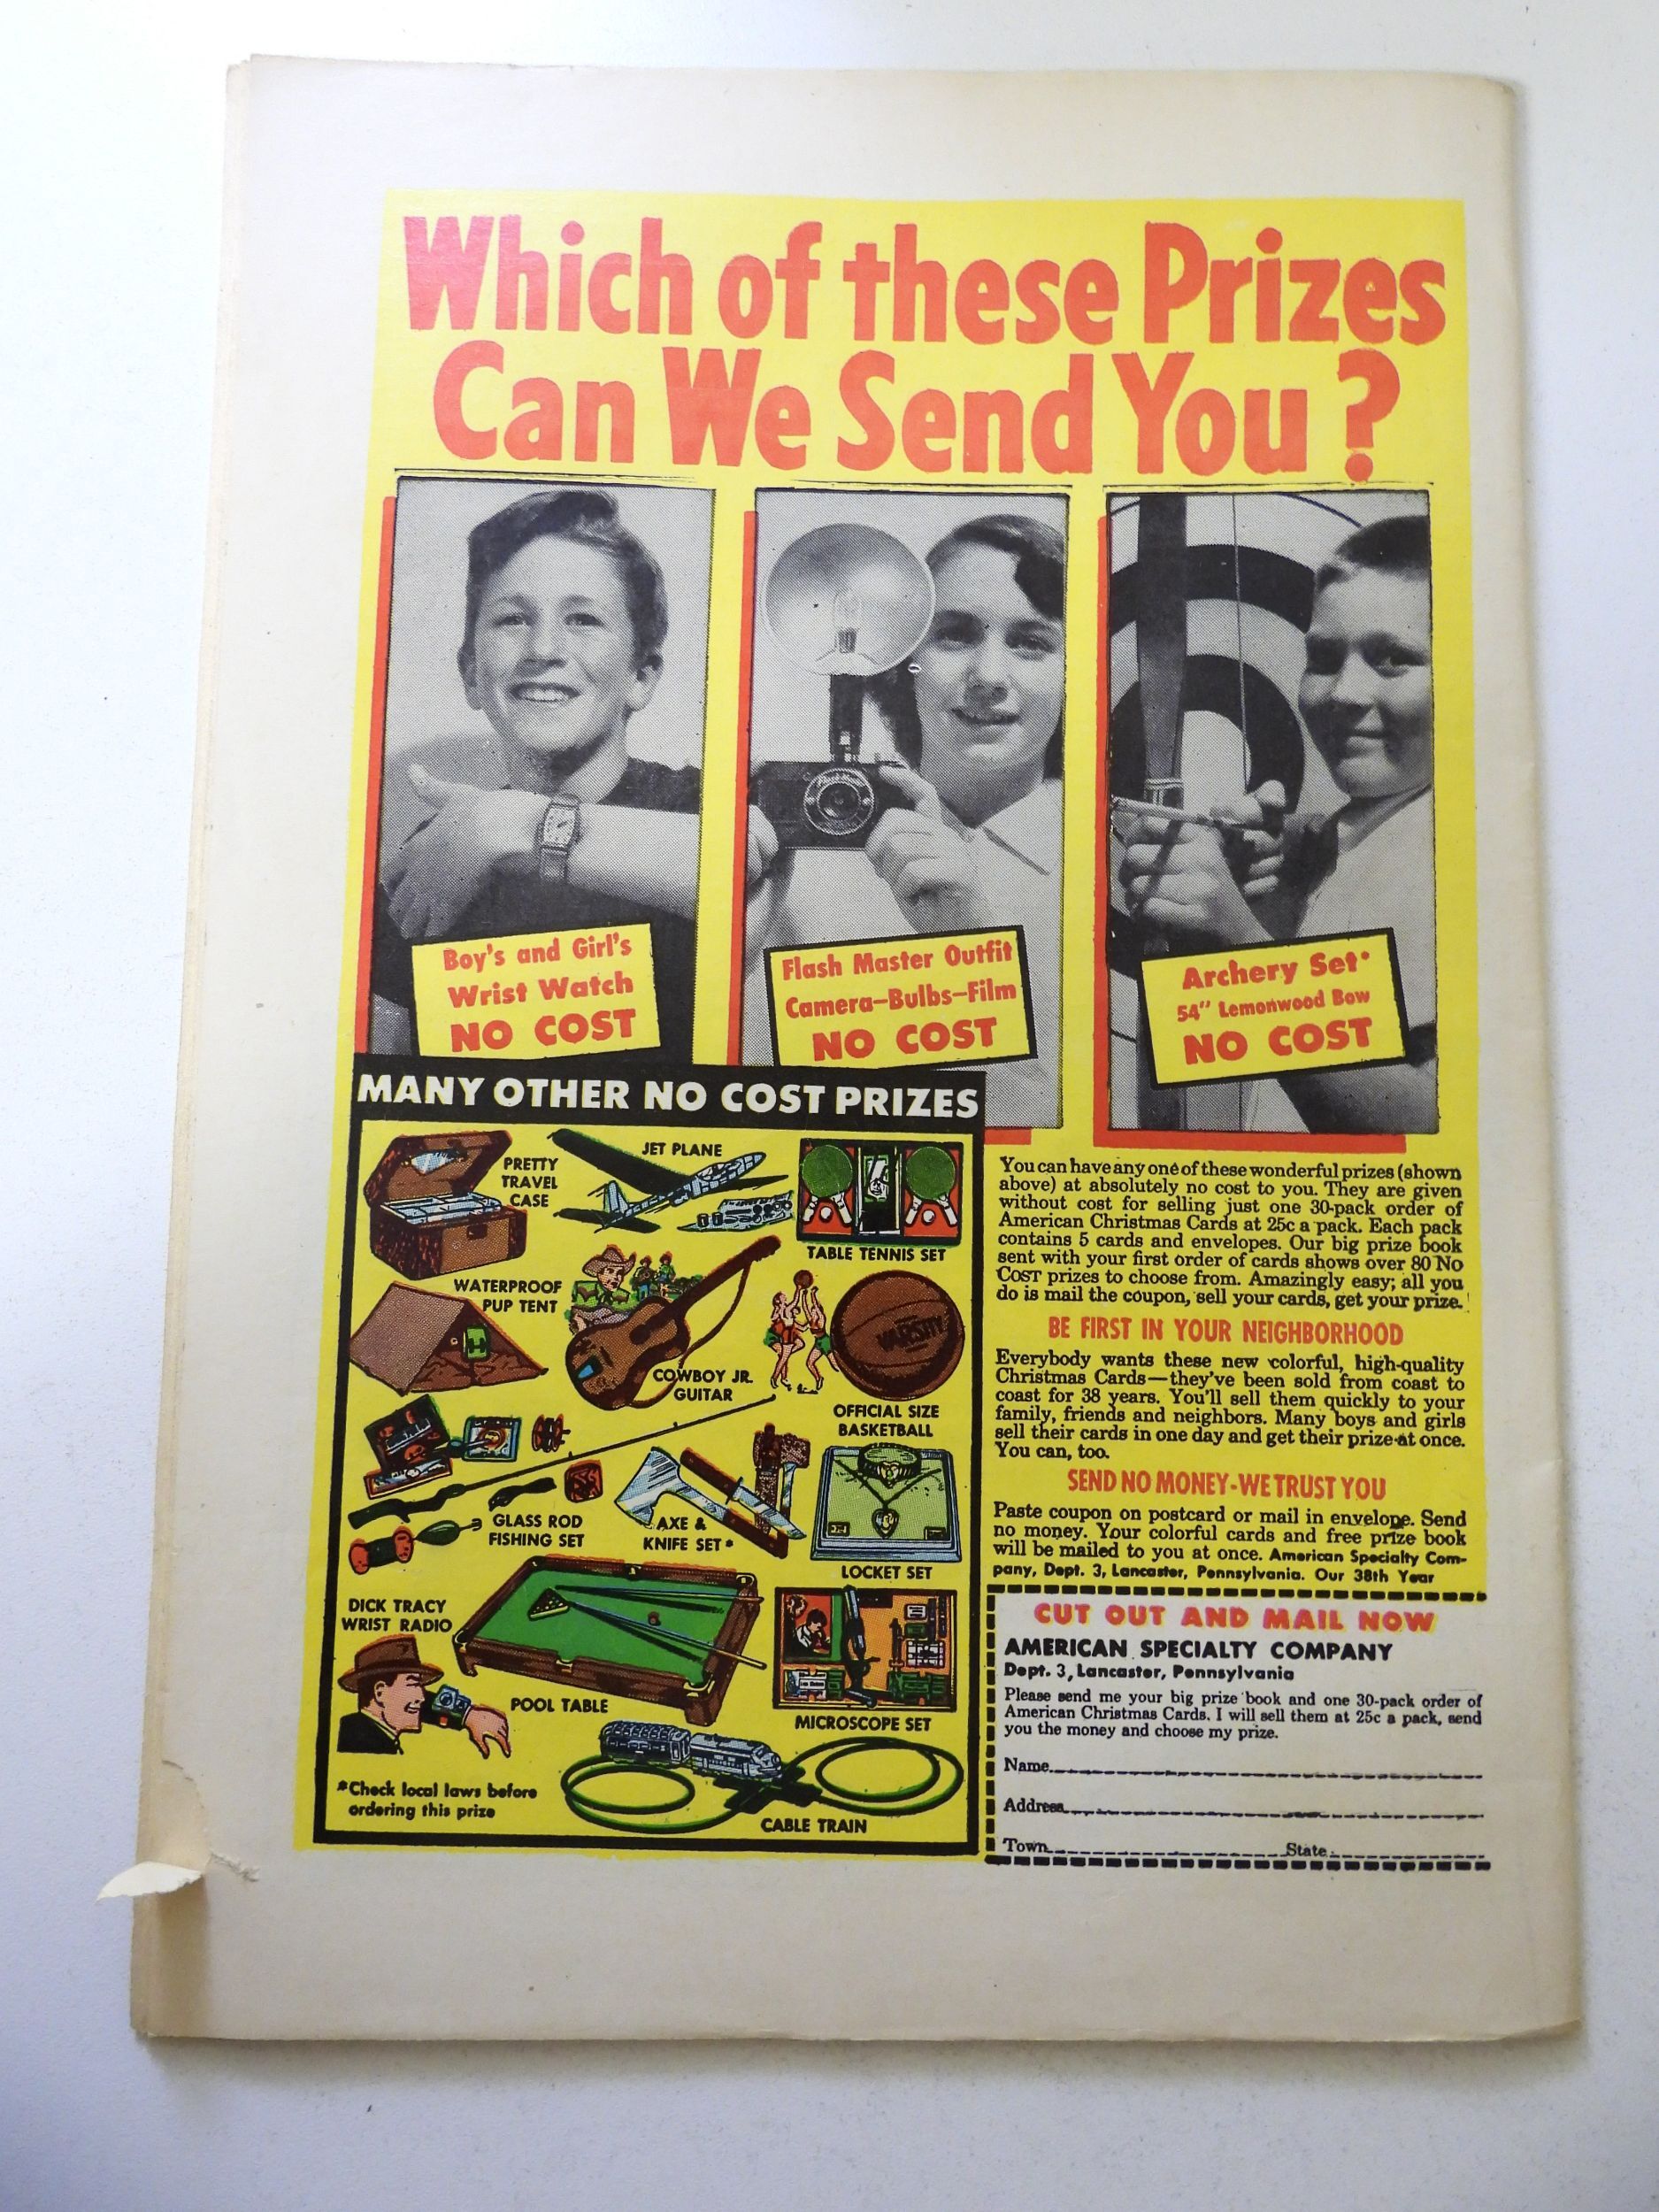 Which of these Prizes
Can We Send You?
Boy's and Girl's
Wrist Watch
NO COST
Flash Master Outfit
Camera—Bulbs—Film
NO COST
Archery Set*
54" Lemonwood Bow
NO COST
MANY OTHER NO COST PRIZES
PRETTY
TRAVEL
CASE
JET PLANE
TABLE TENNIS SET
WATERPROOF
PUP TENT
COWBOY JR.
GUITAR
VARSITY
OFFICIAL SIZE
BASKETBALL
GLASS ROD
FISHING SET
AXE &
KNIFE SET*
LOCKET SET
DICK TRACY
WRIST RADIO
POOL TABLE
MICROSCOPE SET
CABLE TRAIN
*Check local laws before
ordering this prize
You can have any one of these wonderful prizes (shown
above) at absolutely no cost to you. They are given
without cost for selling just one 30-pack order of
American Christmas Cards at 25c a pack. Each pack
contains 5 cards and envelopes. Our big prize book
sent with your first order of cards shows over 80 No
Cost prizes to choose from. Amazingly easy; all you
do is mail the coupon, sell your cards, get your prize.
BE FIRST IN YOUR NEIGHBORHOOD
Everybody wants these new colorful, high-quality
Christmas Cards—they've been sold from coast to
coast for 38 years. You'll sell them quickly to your
family, friends and neighbors. Many boys and girls
sell their cards in one day and get their prize at once.
You can, too.
SEND NO MONEY-WE TRUST YOU
Paste coupon on postcard or mail in envelope. Send
no money. Your colorful cards and free prize book
will be mailed to you at once. American Specialty Com-
pany, Dept. 3, Lancaster, Pennsylvania. Our 38th Year
CUT OUT AND MAIL NOW
AMERICAN SPECIALTY COMPANY
Dept. 3, Lancaster, Pennsylvania
Please send me your big prize book and one 30-pack order of
American Christmas Cards. I will sell them at 25c a pack, send
you the money and choose my prize.
Name
Address
Town State